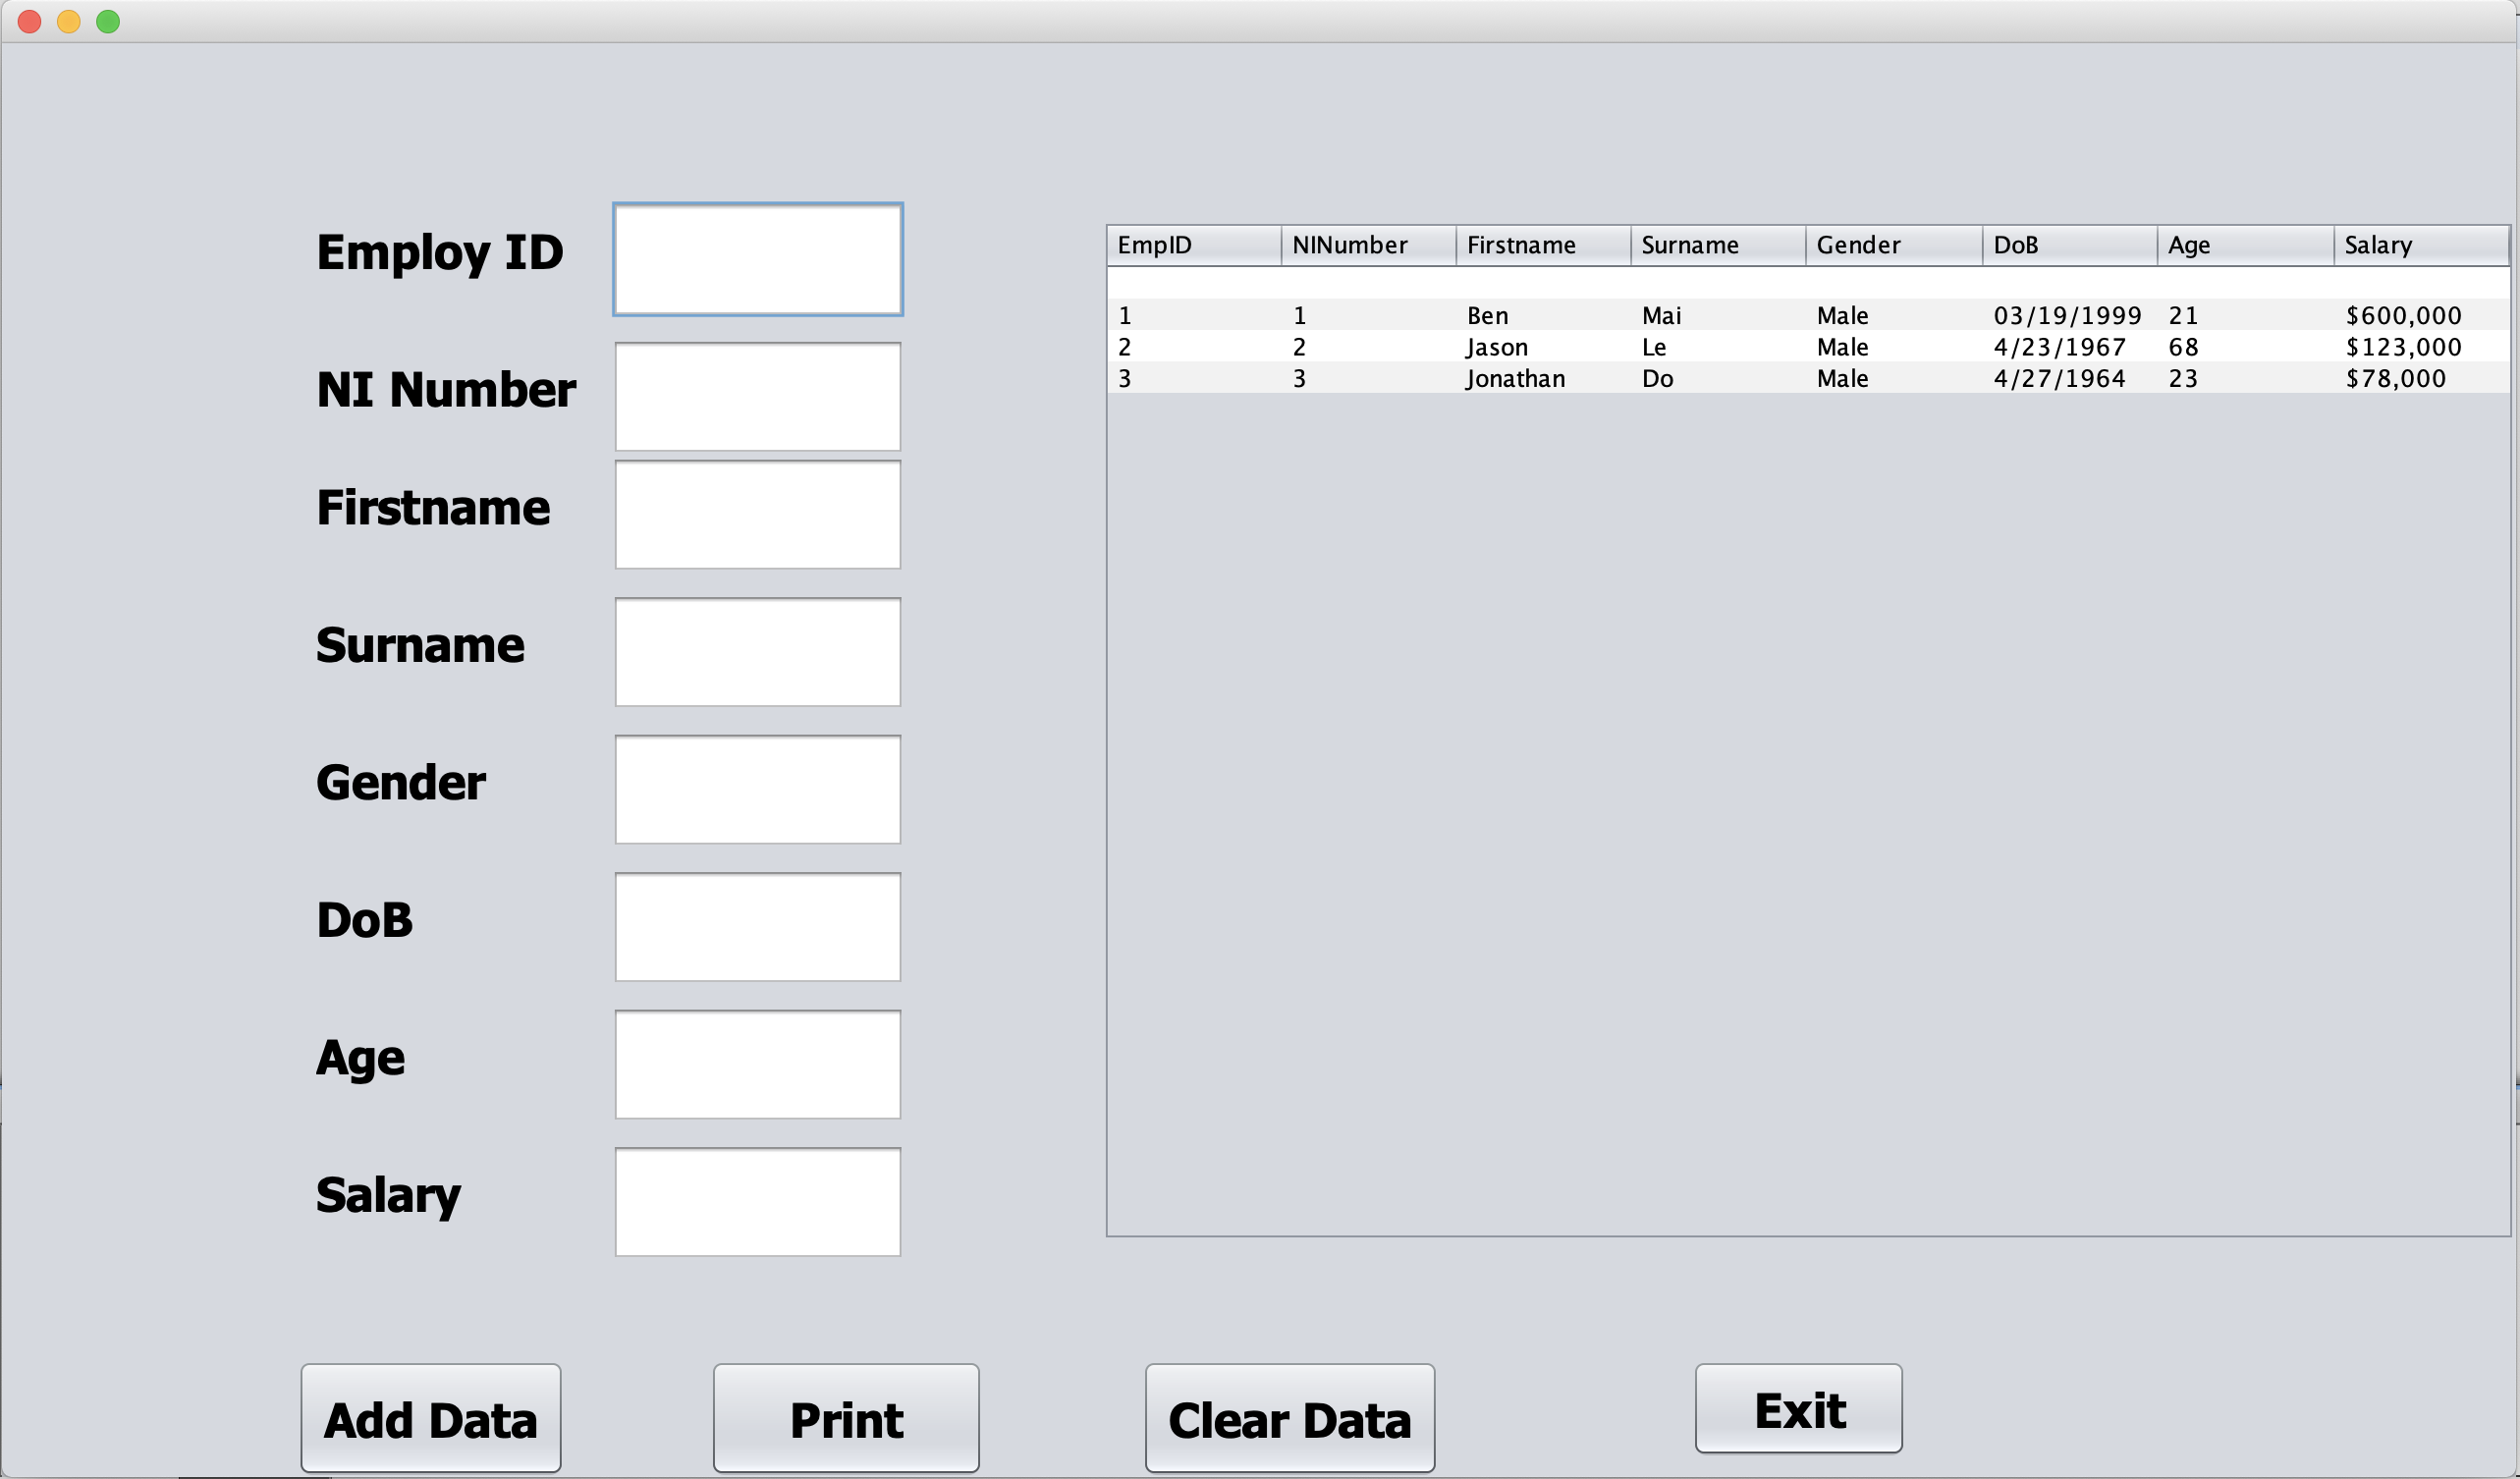 Employ ID
NI Number
Firstname
Surname
Gender
DoB
Age
Salary
EmpID NINumber Firstname Surname Gender DoB Age Salary
1 1 Ben Mai Male 03/19/1999 21 $600,000
2 2 Jason Le Male 4/23/1967 68 $123,000
3 3 Jonathan Do Male 4/27/1964 23 $78,000
Add Data Print Clear Data Exit